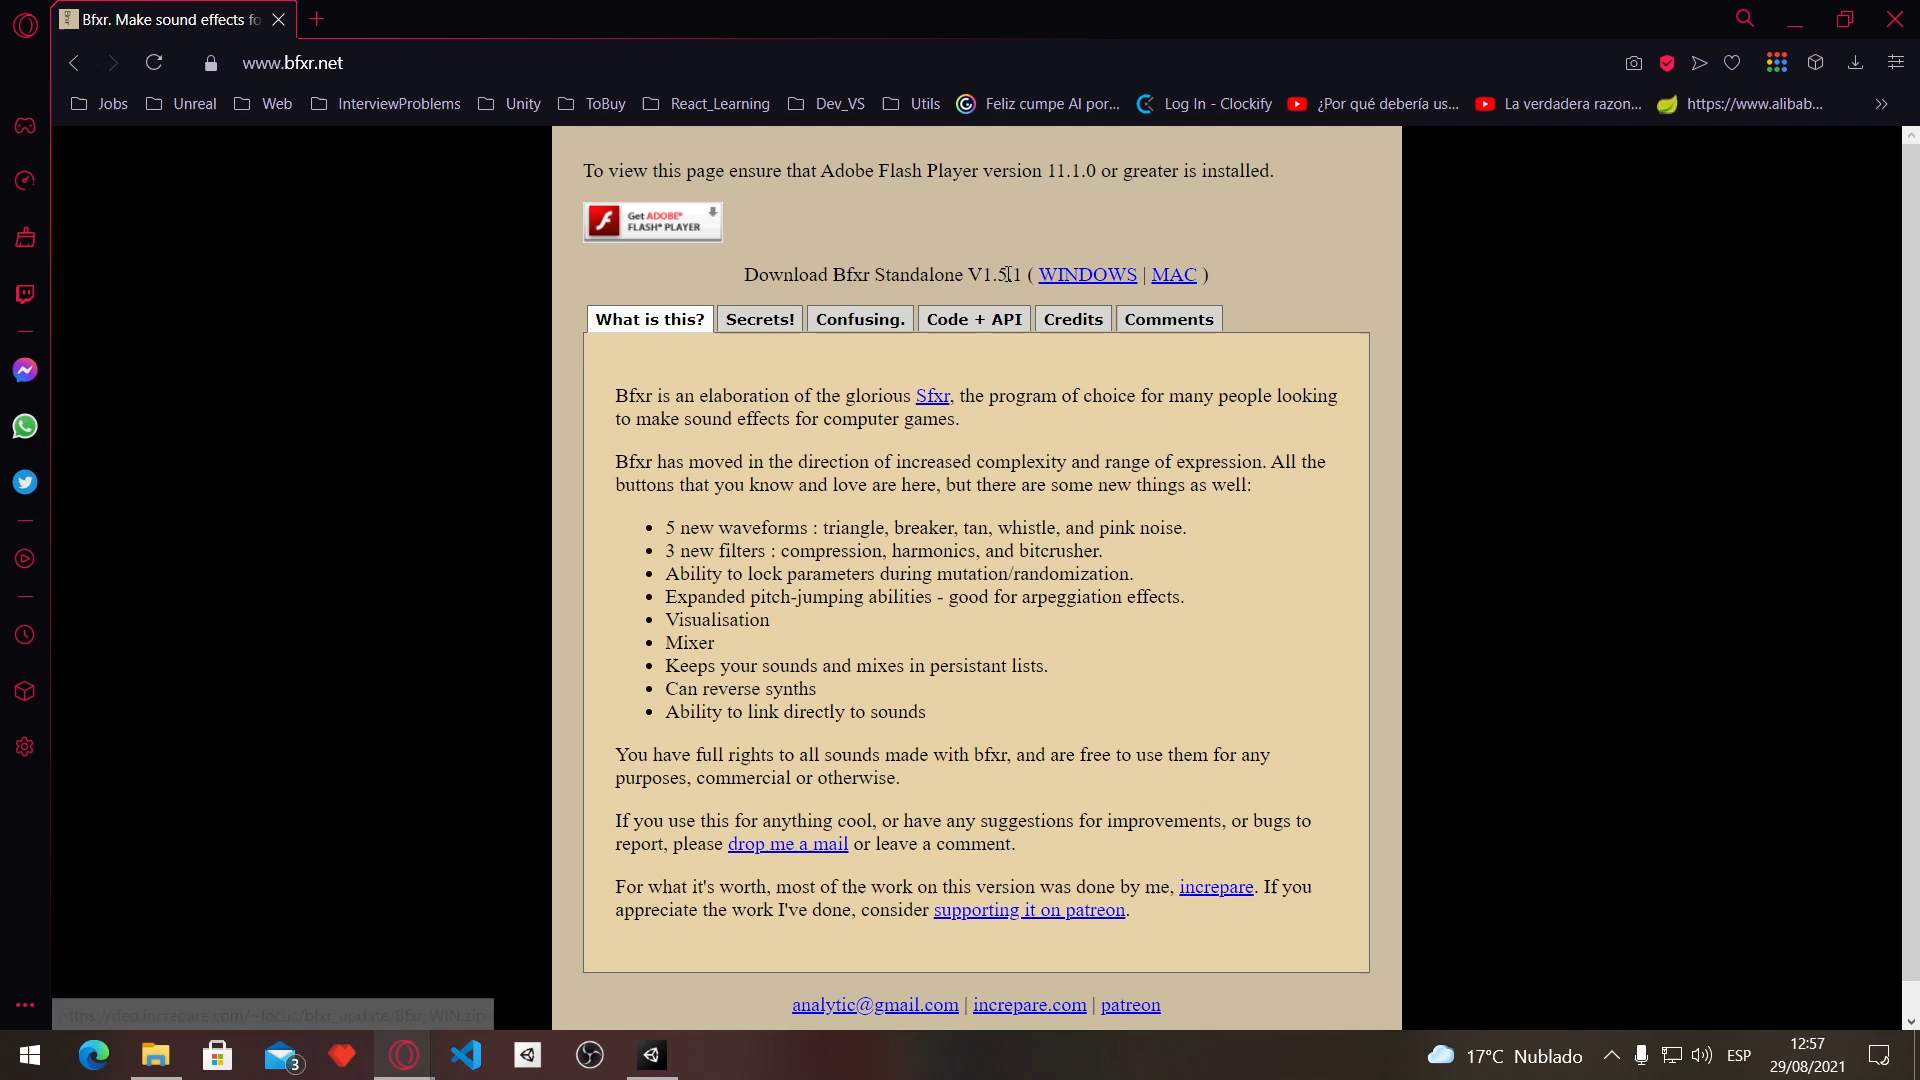 Bfxr. Make sound effects fo
www.bfxr.net
Jobs
Unreal
Web
InterviewProblems
Unity
ToBuy
React_Learning
Dev_VS
Utils
Feliz cumpe AI por...
Log In - Clockify
¿Por qué debería us...
La verdadera razon...
https://www.alibab...
To view this page ensure that Adobe Flash Player version 11.1.0 or greater is installed.
Get ADOBE®
FLASH® PLAYER
Download Bfxr Standalone V1.5.1 ( WINDOWS | MAC )
What is this?
Secrets!
Confusing.
Code + API
Credits
Comments
Bfxr is an elaboration of the glorious Sfxr, the program of choice for many people looking
to make sound effects for computer games.
Bfxr has moved in the direction of increased complexity and range of expression. All the
buttons that you know and love are here, but there are some new things as well:
• 5 new waveforms : triangle, breaker, tan, whistle, and pink noise.
• 3 new filters : compression, harmonics, and bitcrusher.
• Ability to lock parameters during mutation/randomization.
• Expanded pitch-jumping abilities - good for arpeggiation effects.
• Visualisation
• Mixer
• Keeps your sounds and mixes in persistant lists.
• Can reverse synths
• Ability to link directly to sounds
You have full rights to all sounds made with bfxr, and are free to use them for any
purposes, commercial or otherwise.
If you use this for anything cool, or have any suggestions for improvements, or bugs to
report, please drop me a mail or leave a comment.
For what it's worth, most of the work on this version was done by me, increpare. If you
appreciate the work I've done, consider supporting it on patreon.
analytic@gmail.com | increpare.com | patreon
https://ded.increpare.com/~locus/bfxr_update/Bfxr_WIN.zip
3
17°C Nublado
ESP
12:57
29/08/2021